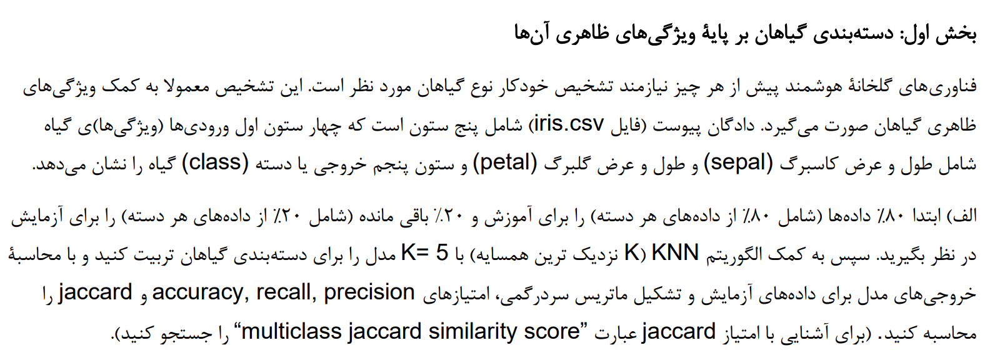 بخش اول: دسته‌بندی گیاهان بر پایهٔ ویژگی‌های ظاهری آن‌ها
فناوری‌های گلخانهٔ هوشمند پیش از هر چیز نیازمند تشخیص خودکار نوع گیاهان مورد نظر است. این تشخیص معمولا به کمک ویژگی‌های
ظاهری گیاهان صورت می‌گیرد. دادگان پیوست (فایل iris.csv) شامل پنج ستون است که چهار ستون اول ورودی‌ها (ویژگی‌ها)ی گیاه
شامل طول و عرض کاسبرگ (sepal) و طول و عرض گلبرگ (petal) و ستون پنجم خروجی یا دسته (class) گیاه را نشان می‌دهد.
الف) ابتدا ۸۰٪ داده‌ها (شامل ۸۰٪ از داده‌های هر دسته) را برای آموزش و ۲۰٪ باقی مانده (شامل ۲۰٪ از داده‌های هر دسته) را برای آزمایش
در نظر بگیرید. سپس به کمک الگوریتم KNN (K نزدیک ترین همسایه) با K= 5 مدل را برای دسته‌بندی گیاهان تربیت کنید و با محاسبهٔ
خروجی‌های مدل برای داده‌های آزمایش و تشکیل ماتریس سردرگمی، امتیازهای accuracy, recall, precision و jaccard را
محاسبه کنید. (برای آشنایی با امتیاز jaccard عبارت “multiclass jaccard similarity score” را جستجو کنید).